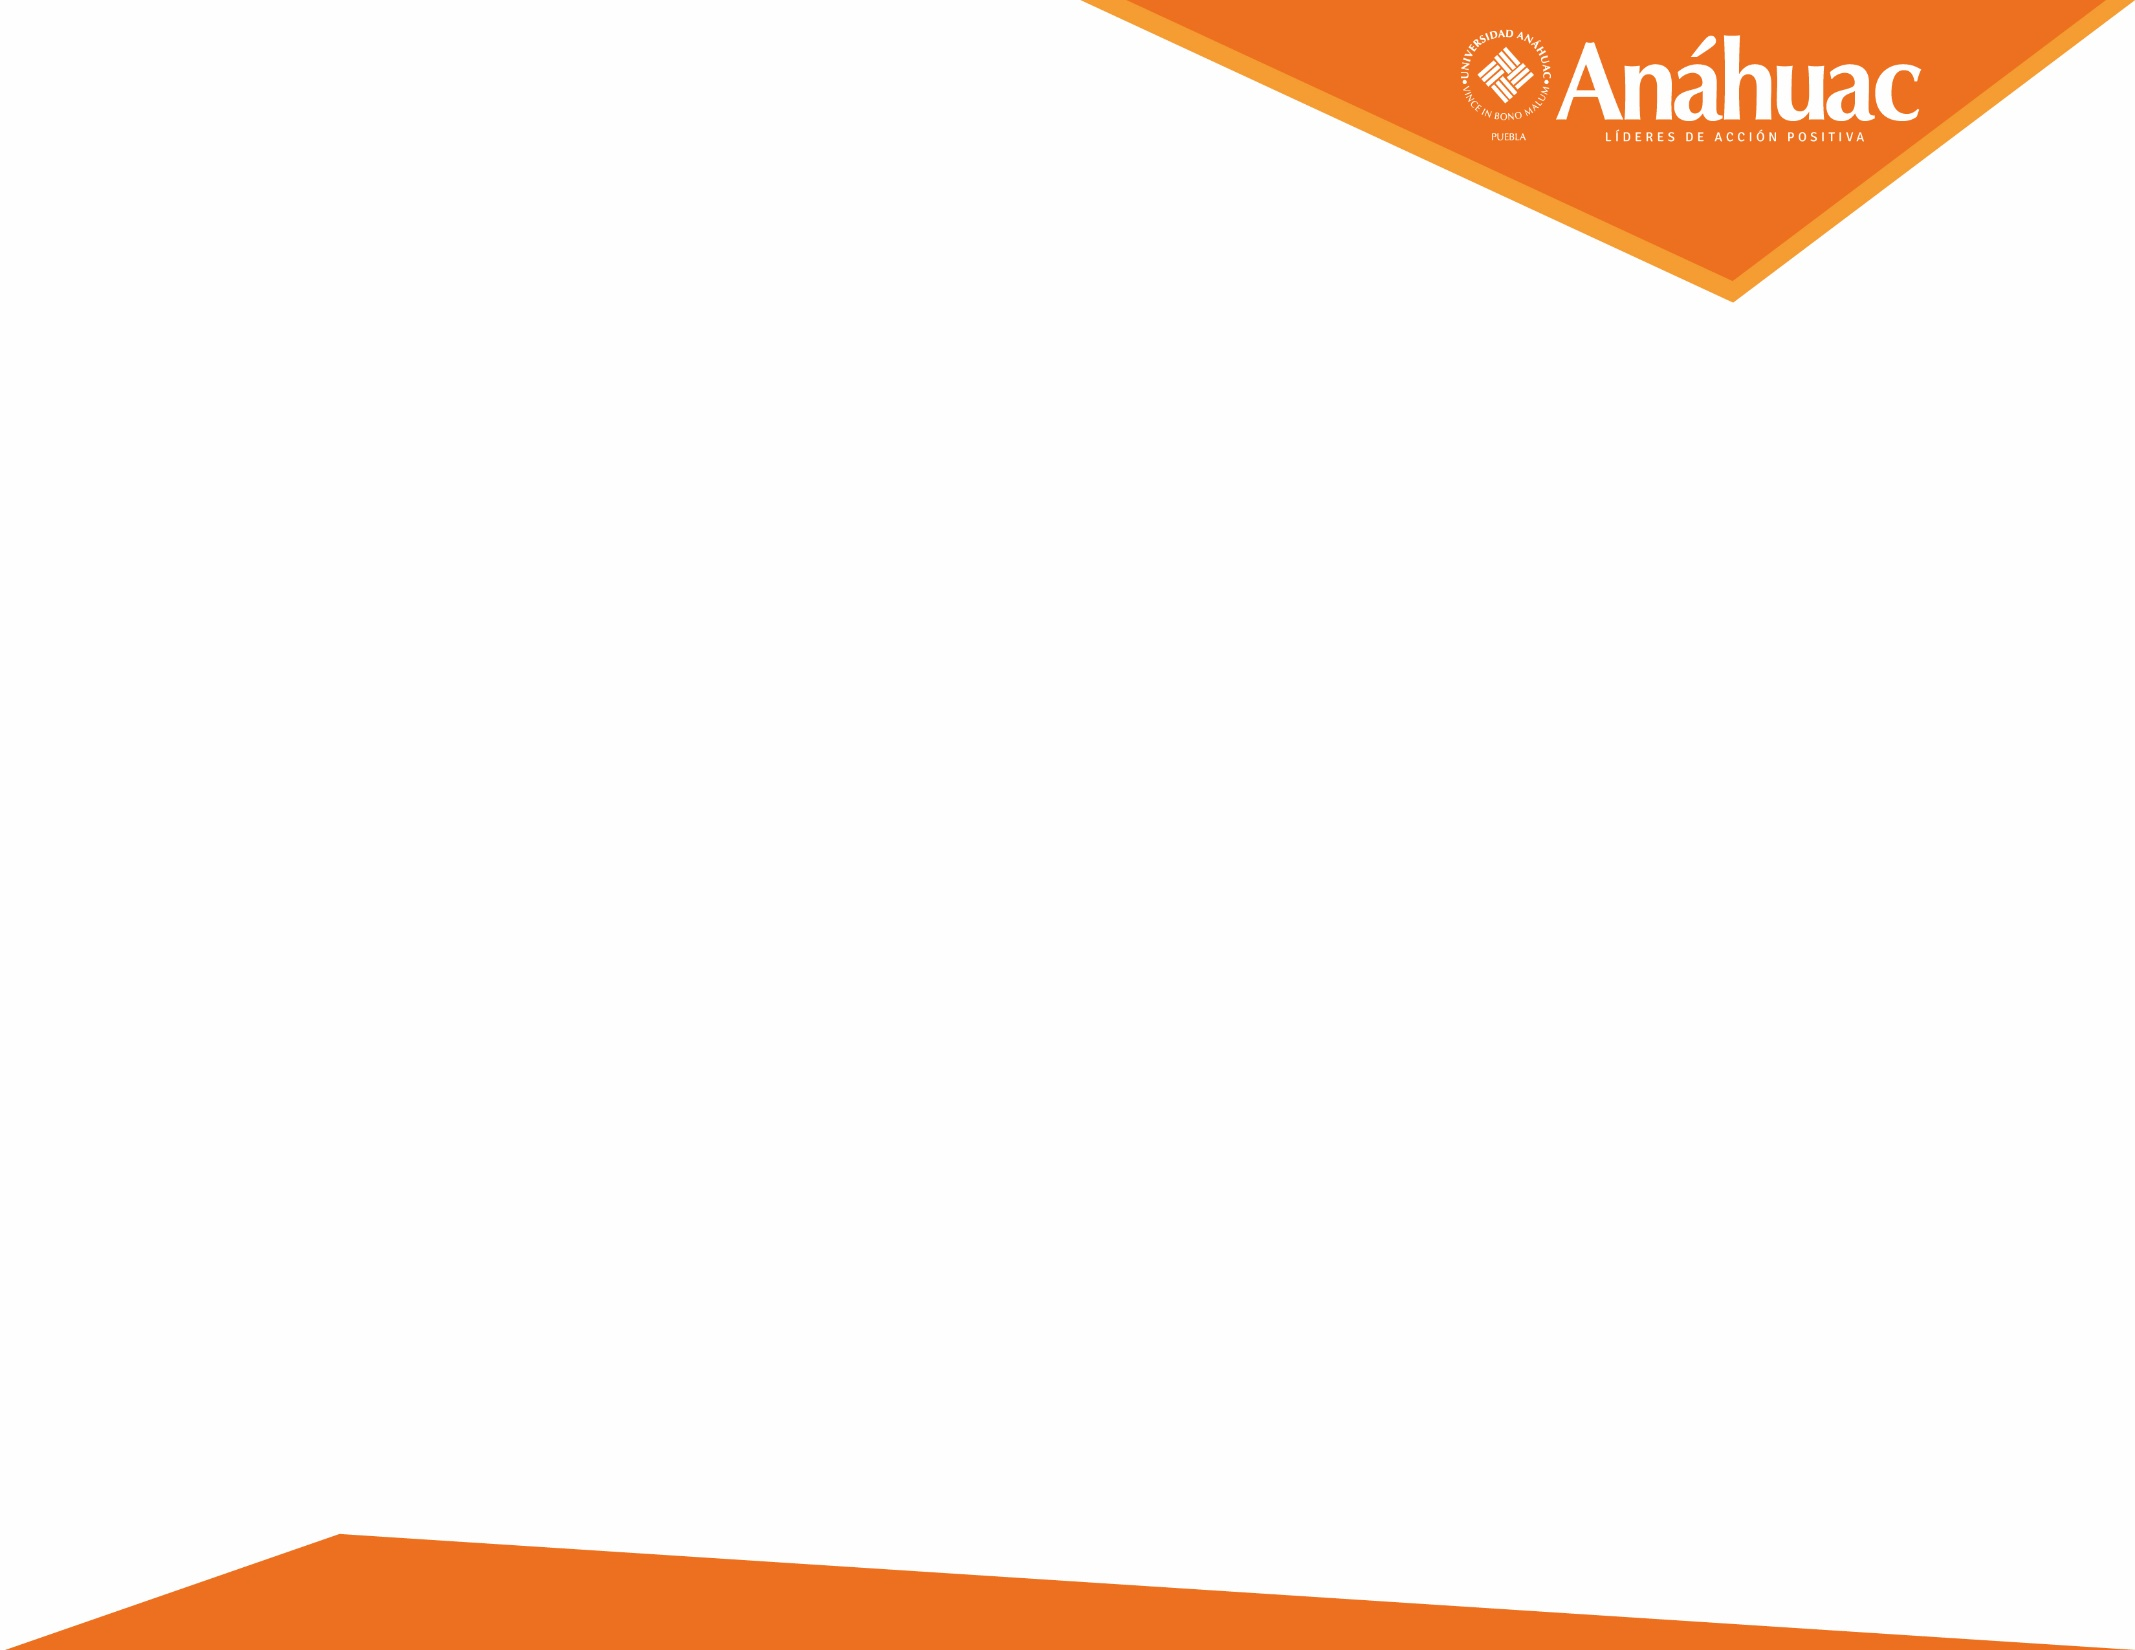 UNIVERSIDAD ANÁHUAC
VINCE IN BONO MALUM
PUEBLA
Anáhuac
LÍDERES DE ACCIÓN POSITIVA